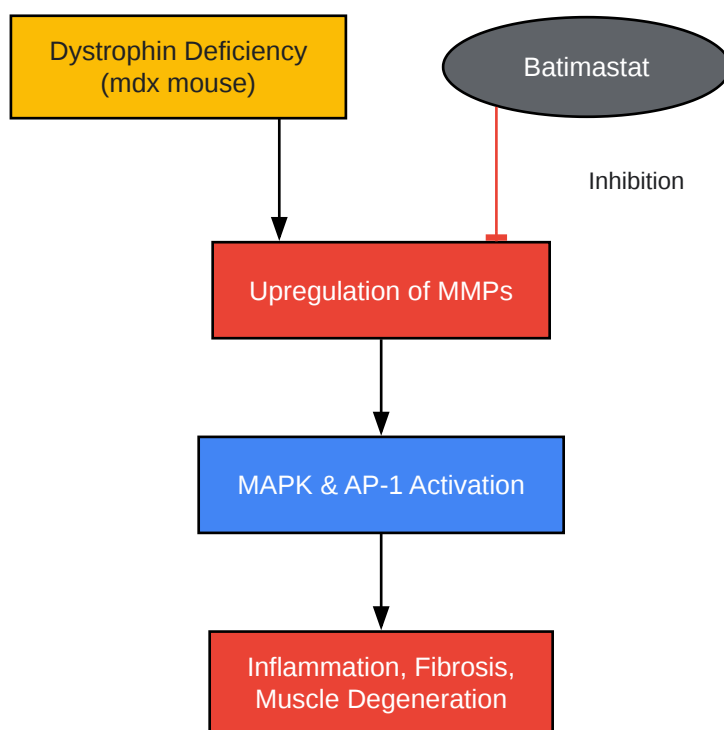 Dystrophin Deficiency
(mdx mouse)
Batimastat
Inhibition
Upregulation of MMPs
MAPK & AP-1 Activation
Inflammation, Fibrosis,
Muscle Degeneration